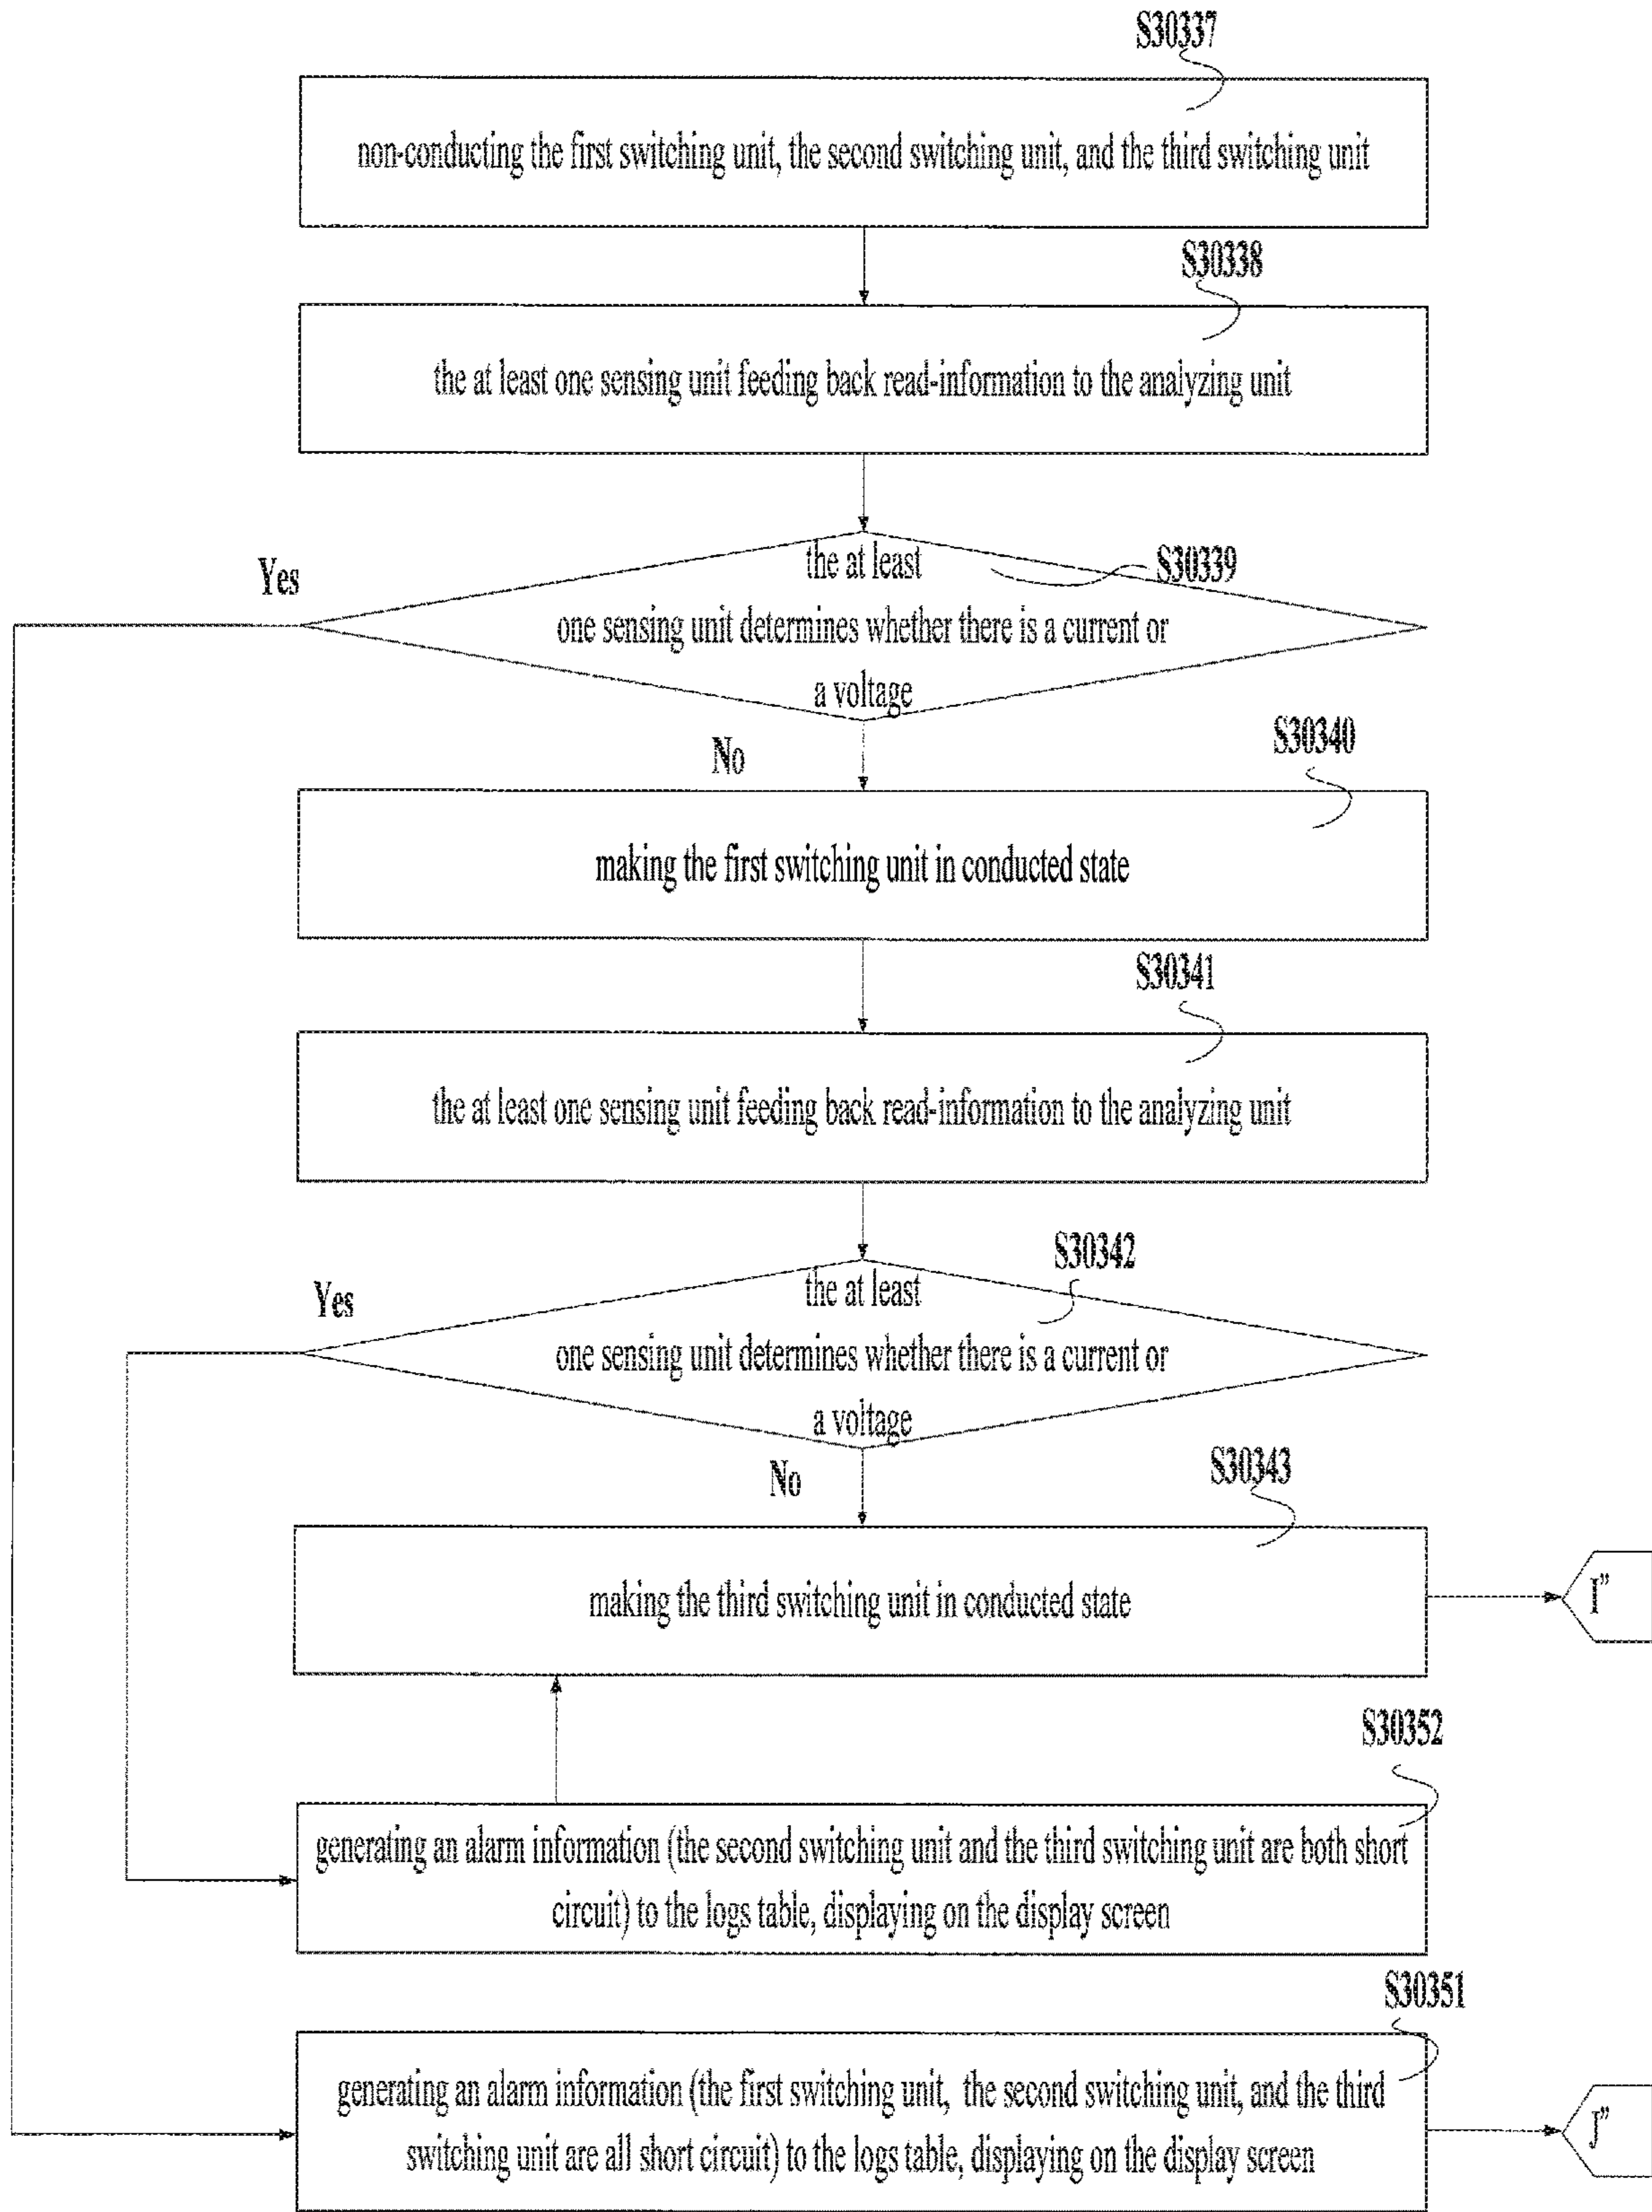 S30337
non-conducting the first switching unit, the second switching unit, and the third switching unit
S30338
the at least one sensing unit feeding back read-information to the analyzing unit
Yes
the at least
S30339
one sensing unit determines whether there is a current or
a voltage
No
S30340
making the first switching unit in conducted state
S30341
the at least one sensing unit feeding back read-information to the analyzing unit
S30342
Yes
the at least
one sensing unit determines whether there is a current or
a voltage
No
S30343
making the third switching unit in conducted state
I”
S30352
generating an alarm information (the second switching unit and the third switching unit are both short
circuit) to the logs table, displaying on the display screen
S30351
generating an alarm information (the first switching unit, the second switching unit, and the third
switching unit are all short circuit) to the logs table, displaying on the display screen
J”